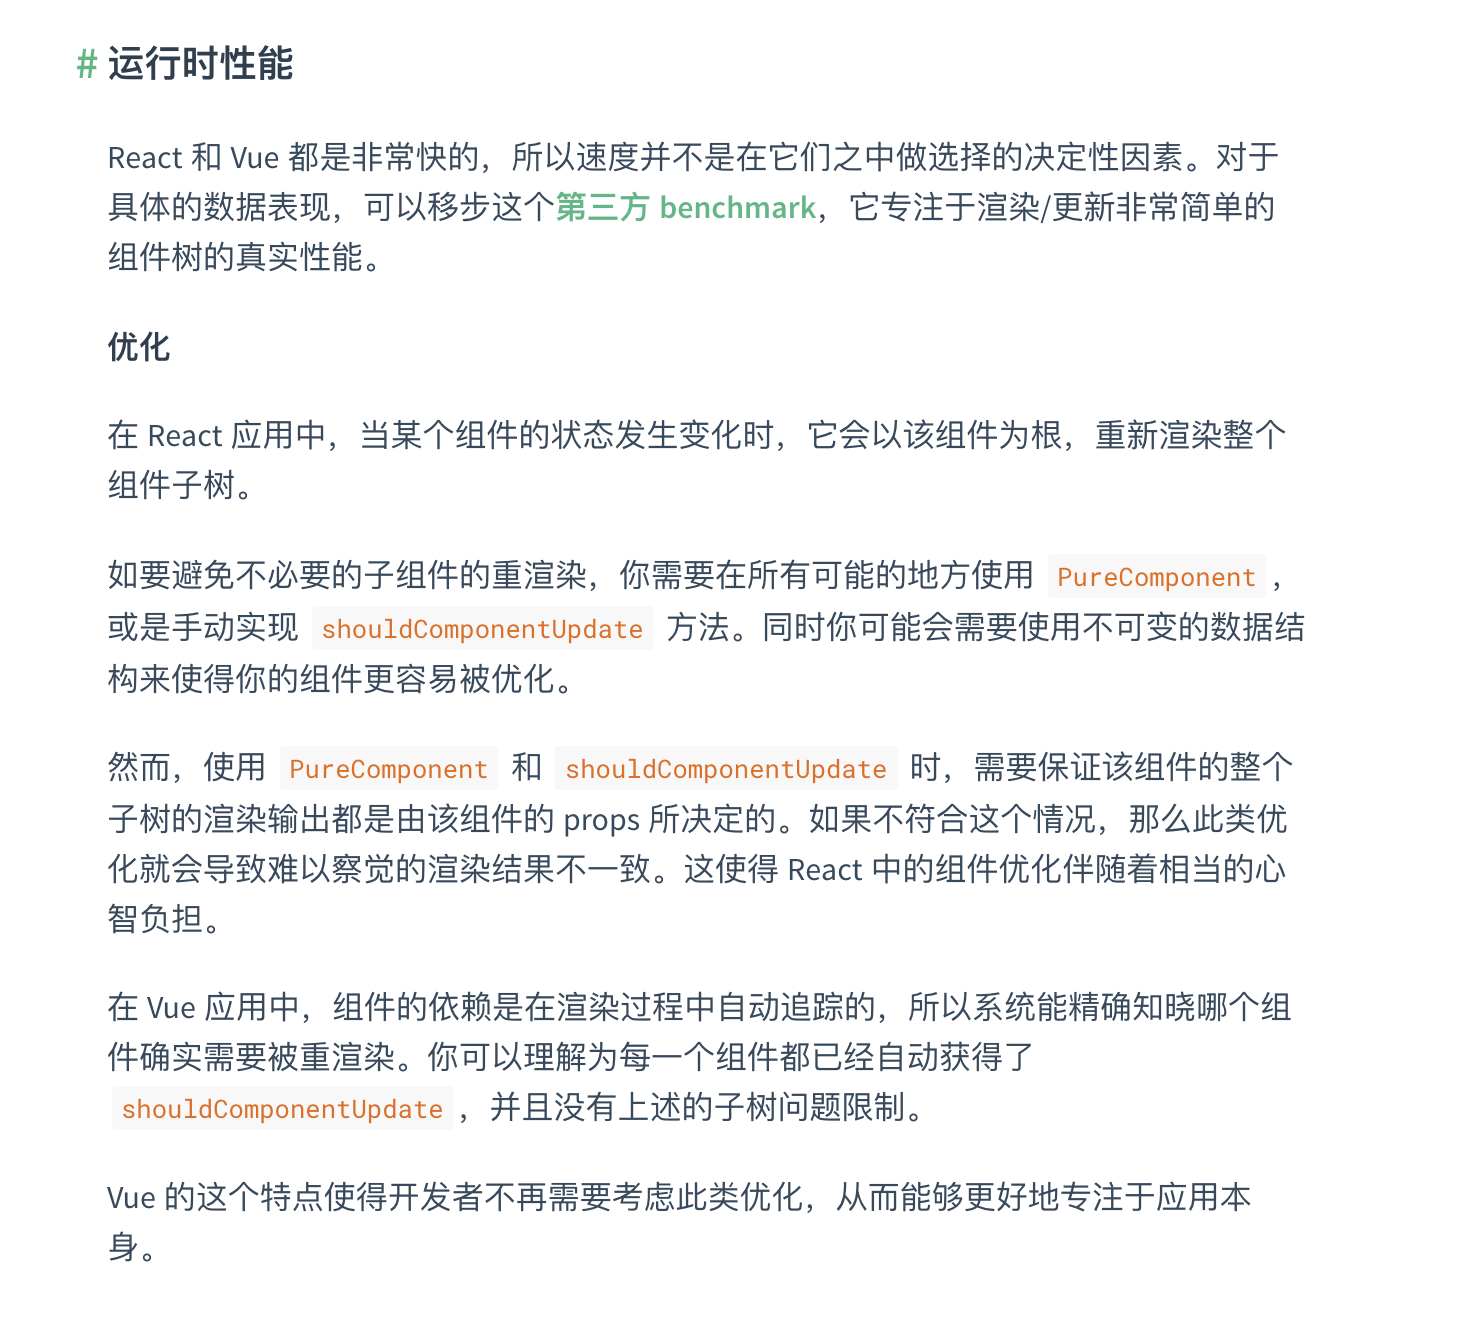 # 运行时性能
React 和 Vue 都是非常快的，所以速度并不是在它们之中做选择的决定性因素。对于
具体的数据表现，可以移步这个第三方 benchmark，它专注于渲染/更新非常简单的
组件树的真实性能。
优化
在 React 应用中，当某个组件的状态发生变化时，它会以该组件为根，重新渲染整个
组件子树。
如要避免不必要的子组件的重渲染，你需要在所有可能的地方使用 PureComponent，
或是手动实现 shouldComponentUpdate 方法。同时你可能会需要使用不可变的数据结
构来使得你的组件更容易被优化。
然而，使用 PureComponent 和 shouldComponentUpdate 时，需要保证该组件的整个
子树的渲染输出都是由该组件的 props 所决定的。如果不符合这个情况，那么此类优
化就会导致难以察觉的渲染结果不一致。这使得 React 中的组件优化伴随着相当的心
智负担。
在 Vue 应用中，组件的依赖是在渲染过程中自动追踪的，所以系统能精确知晓哪个组
件确实需要被重渲染。你可以理解为每一个组件都已经自动获得了
shouldComponentUpdate，并且没有上述的子树问题限制。
Vue 的这个特点使得开发者不再需要考虑此类优化，从而能够更好地专注于应用本
身。